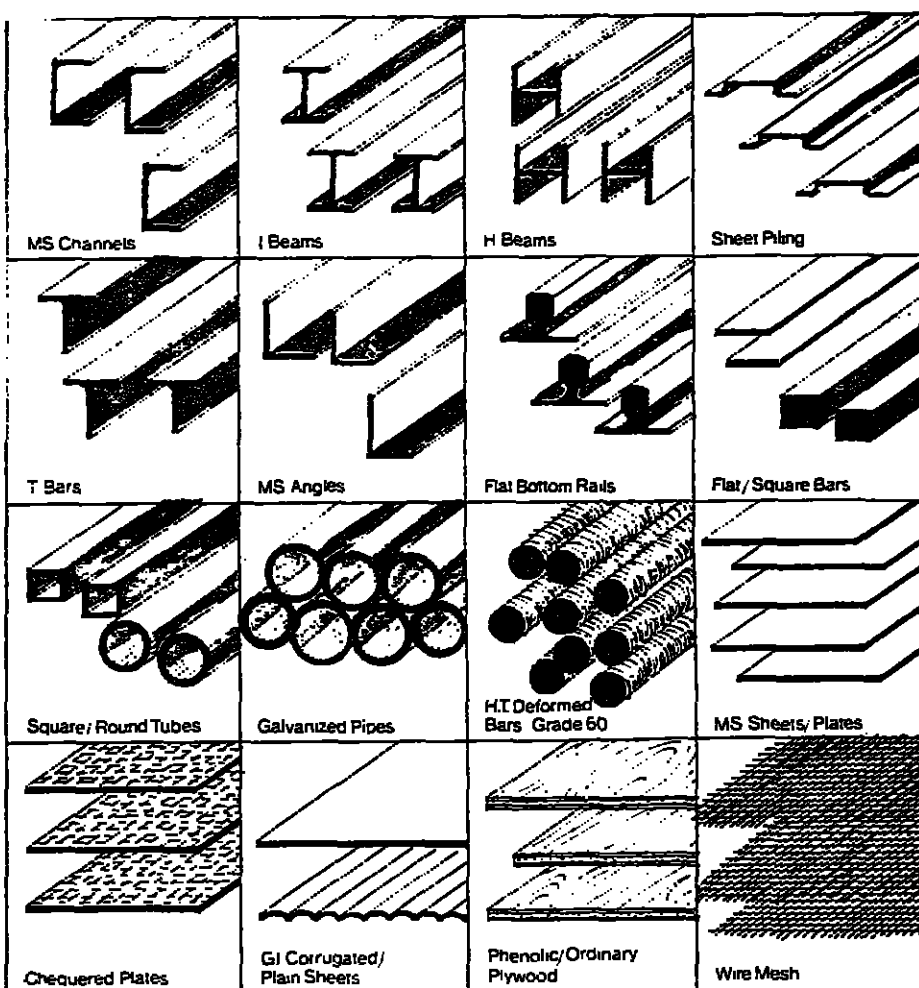 MS Channels
I Beams
H Beams
Sheet Piling
T Bars
MS Angles
Flat Bottom Rails
Flat/Square Bars
Square/Round Tubes
Galvanized Pipes
H.T. Deformed
Bars Grade 60
MS Sheets/Plates
Chequered Plates
GI Corrugated/
Plain Sheets
Phenolic/Ordinary
Plywood
Wire Mesh